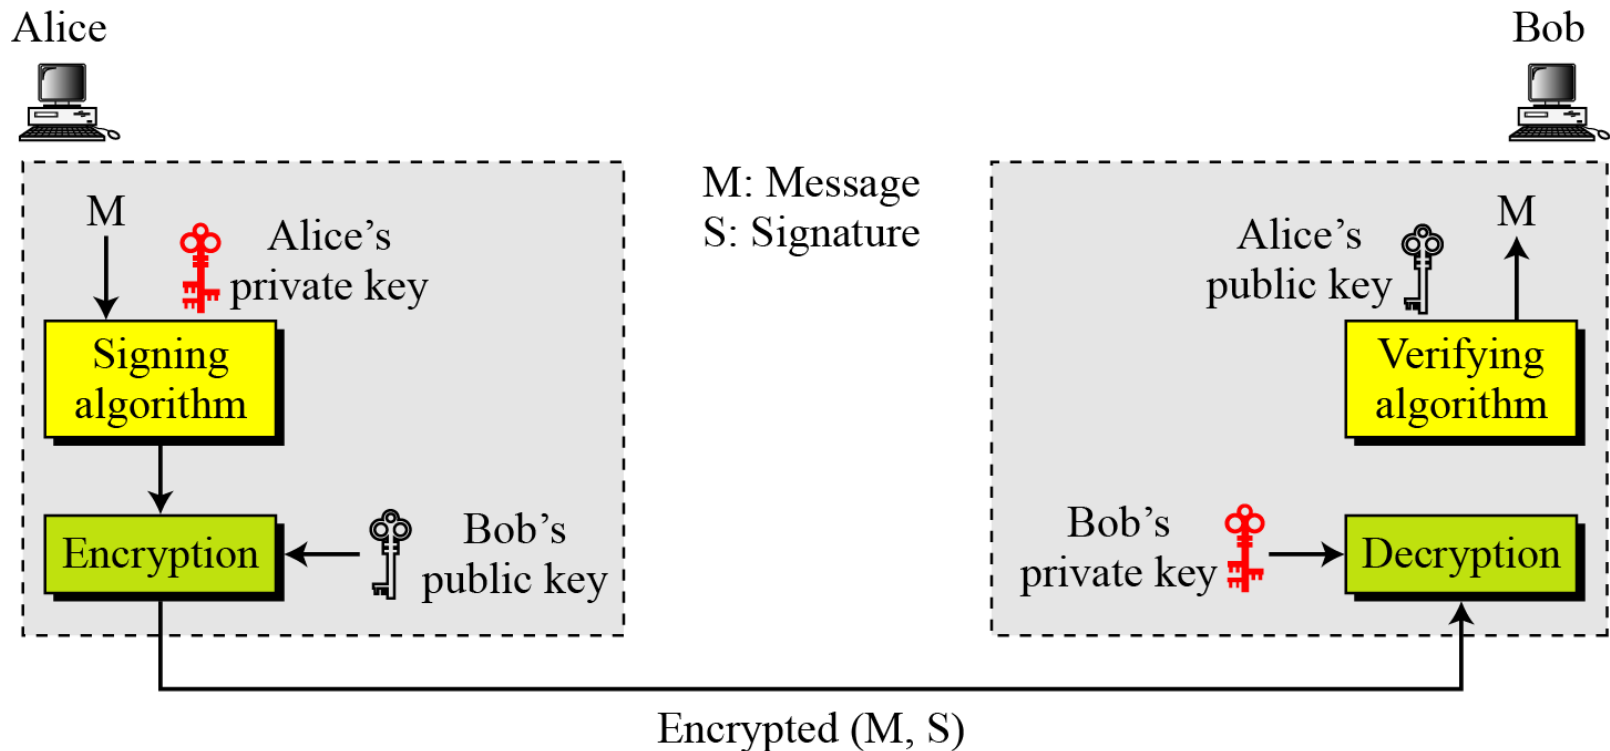 Alice
Bob
M: Message
S: Signature
M
Alice’s
private key
Signing
algorithm
Encryption
Bob’s
public key
Alice’s
public key
M
Verifying
algorithm
Bob’s
private key
Decryption
Encrypted (M, S)